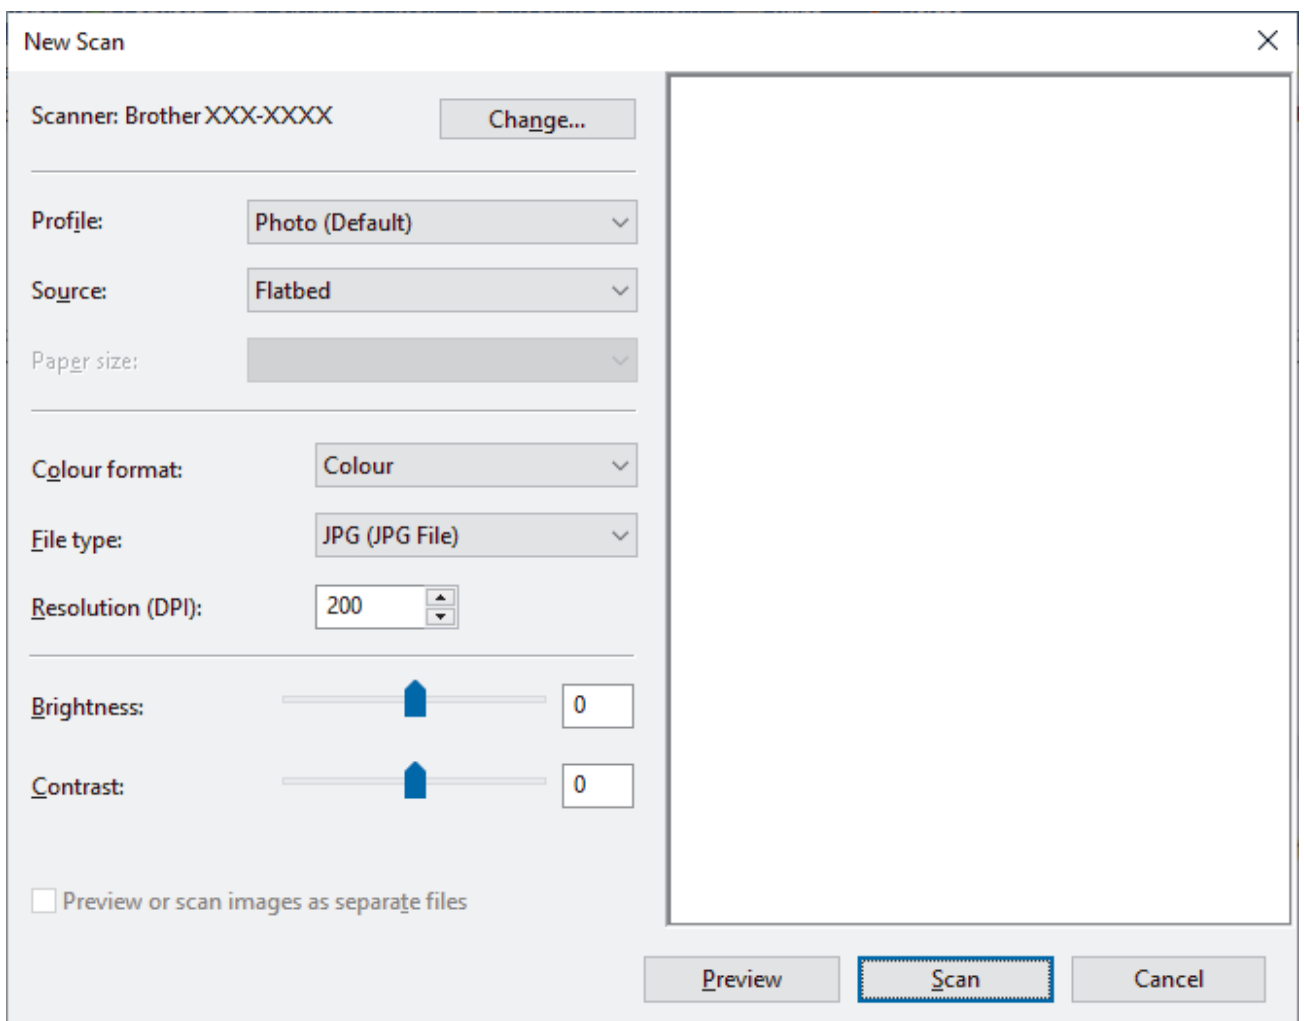 New Scan
Scanner: Brother XXX-XXXX
Change...
Profile: Photo (Default)
Source: Flatbed
Paper size:
Colour format: Colour
File type: JPG (JPG File)
Resolution (DPI): 200
Brightness: 0
Contrast: 0
Preview or scan images as separate files
Preview Scan Cancel